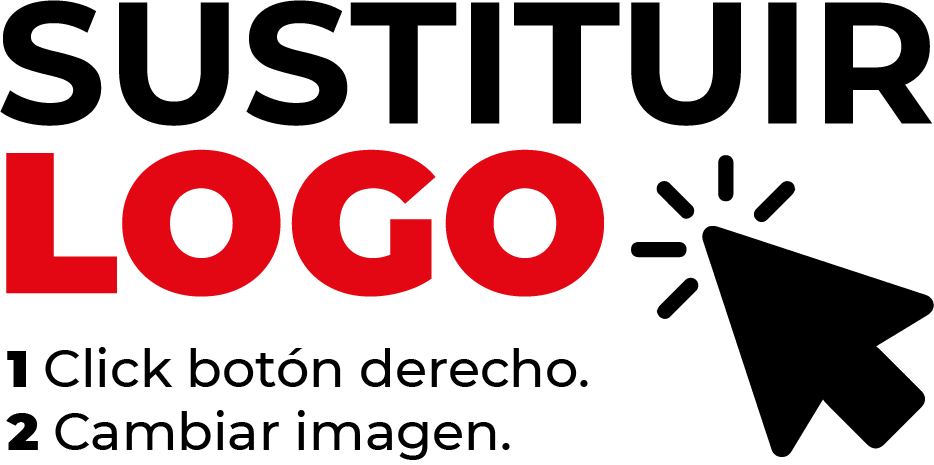 SUSTITUIR
LOGO
1 Click botón derecho.
2 Cambiar imagen.